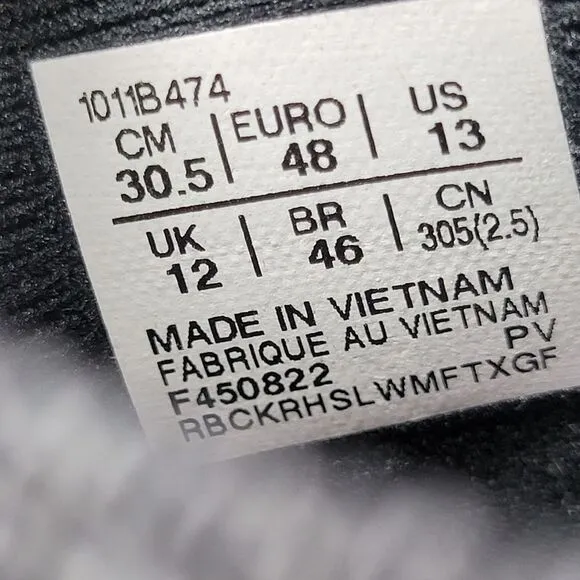 1011B474
CM | EURO | US
30.5 | 48 | 13
UK | BR | CN
12 | 46 | 305(2.5)
MADE IN VIETNAM
FABRIQUE AU VIETNAM
F450822 PV
RBCKRHSLWMFTXGF